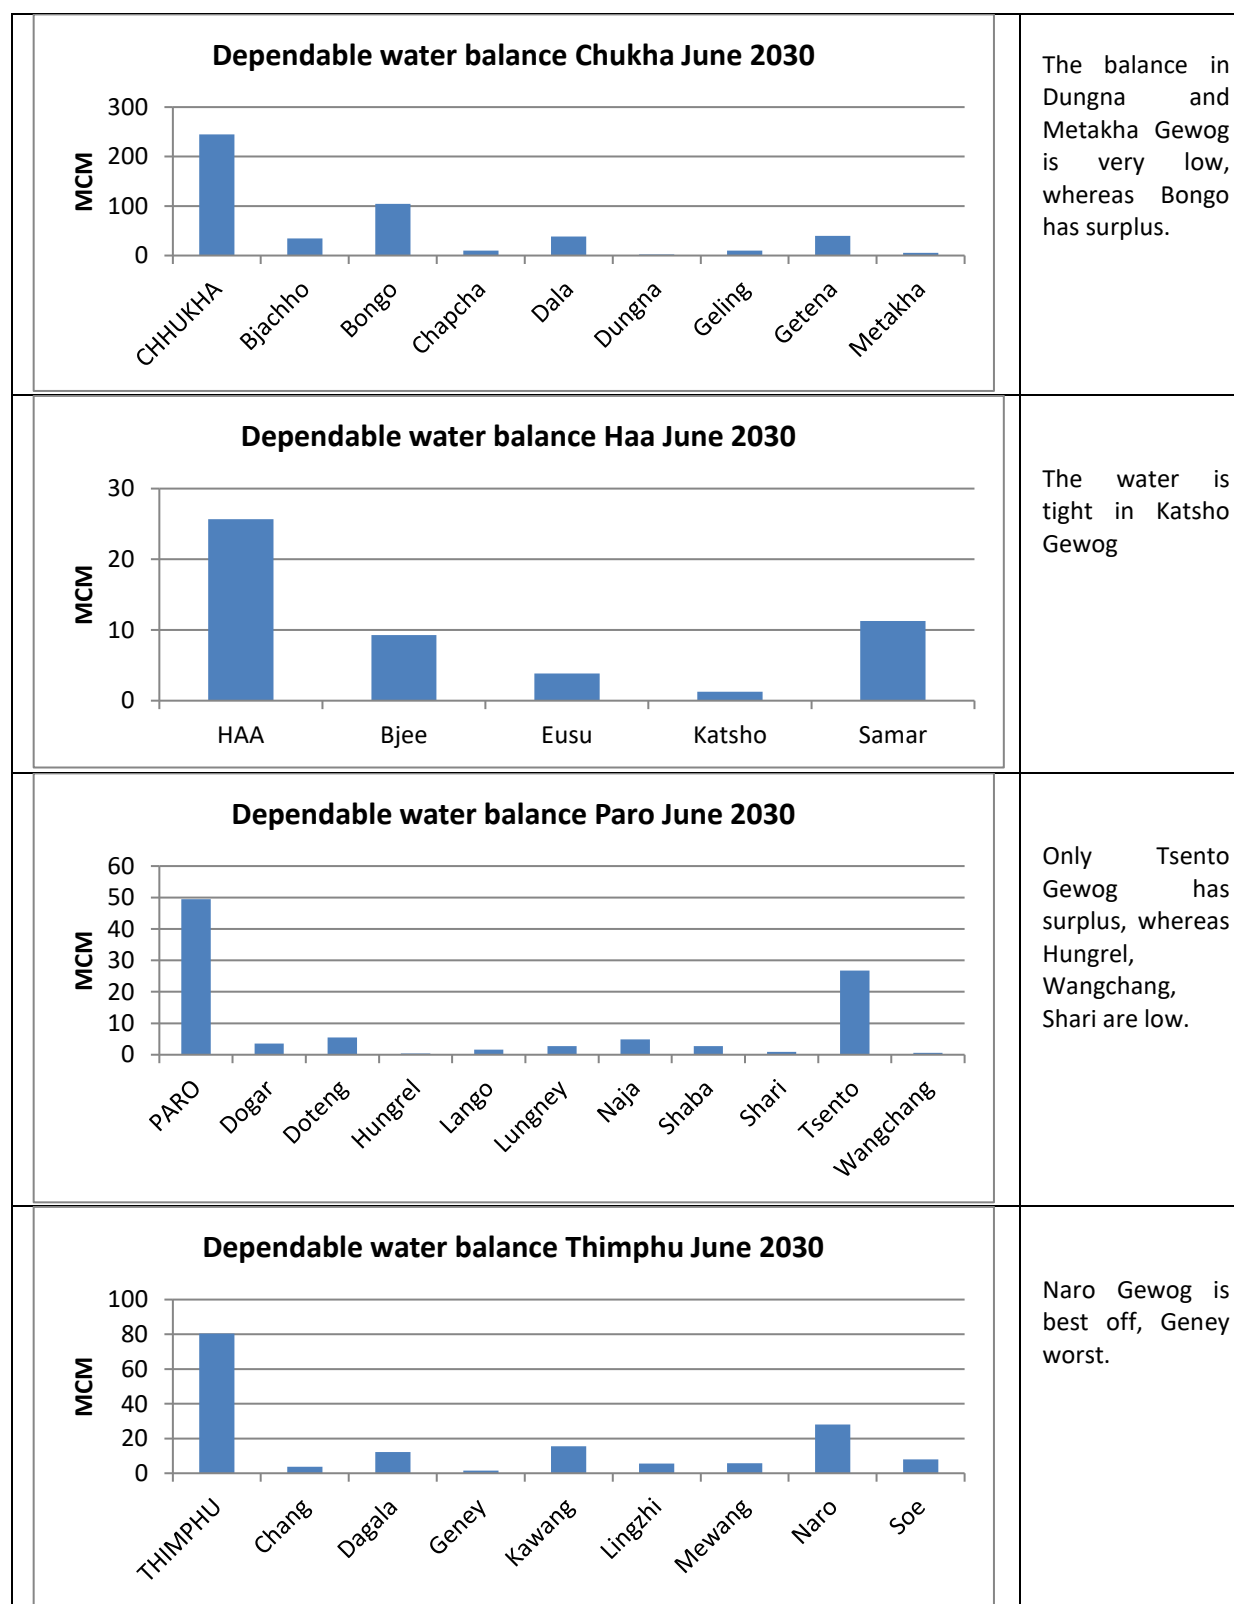 Dependable water balance Chukha June 2030
MCM
300
200
100
0
CHHUKHA
Bjachho
Bongo
Chapcha
Dala
Dungna
Geling
Getena
Metakha
The balance in
Dungna and
Metakha Gewog
is very low,
whereas Bongo
has surplus.
Dependable water balance Haa June 2030
MCM
30
20
10
0
HAA
Bjee
Eusu
Katsho
Samar
The water is
tight in Katsho
Gewog
Dependable water balance Paro June 2030
MCM
60
50
40
30
20
10
0
PARO
Dogar
Doteng
Hungrel
Lango
Lungney
Naja
Shaba
Shari
Tsento
Wangchang
Only Tsento
Gewog has
surplus, whereas
Hungrel,
Wangchang,
Shari are low.
Dependable water balance Thimphu June 2030
MCM
100
80
60
40
20
0
THIMPHU
Chang
Dagala
Geney
Kawang
Lingzhi
Mewang
Naro
Soe
Naro Gewog is
best off, Geney
worst.